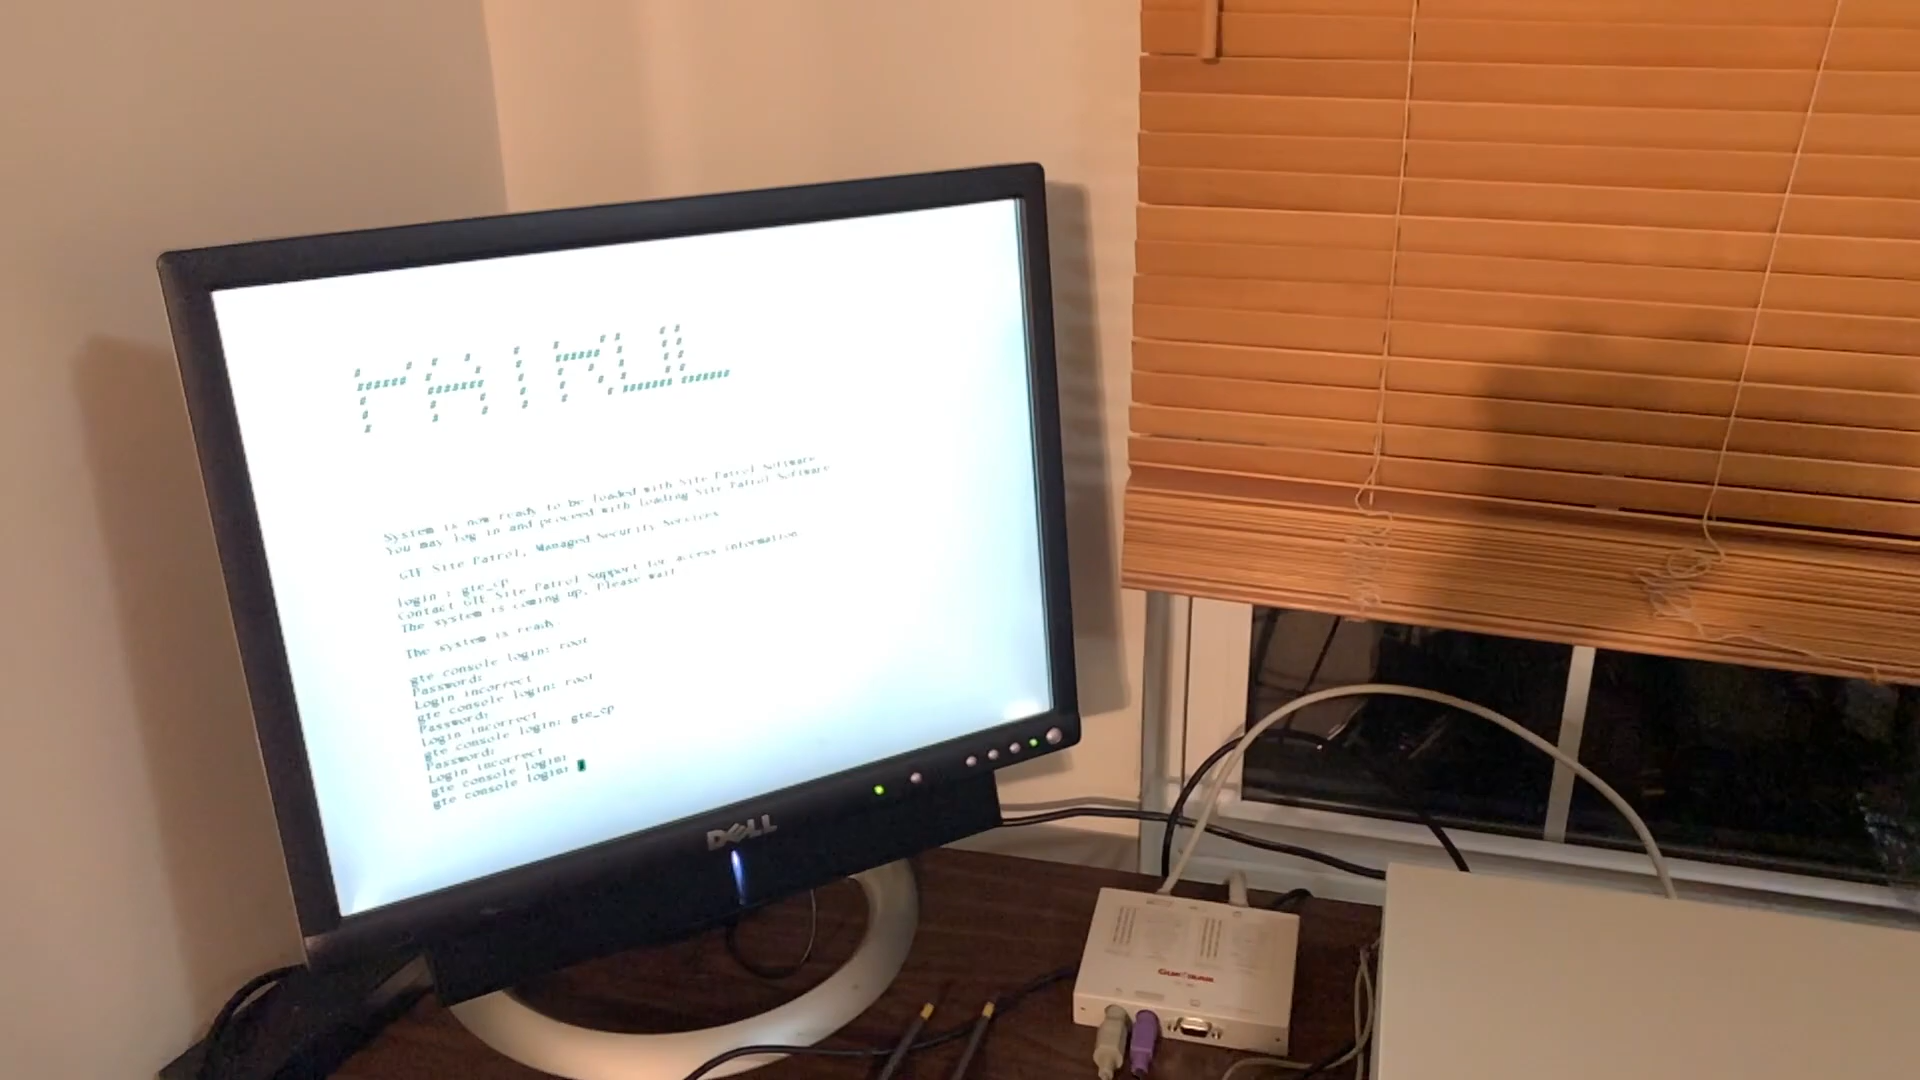 PATROL
System is now ready to be loaded with Site Patrol Software
You may log in and proceed with loading Site Patrol Software
GTE Site Patrol, Managed Security Services
login : gte_cp
Contact GTE Site Patrol Support for access information
The system is coming up. Please wait
The system is ready.
gte console login: root
Password:
Login incorrect
gte console login: root
Password:
Login incorrect
gte console login: gte_cp
Password:
Login incorrect
gte console login:
gte console login:
DELL